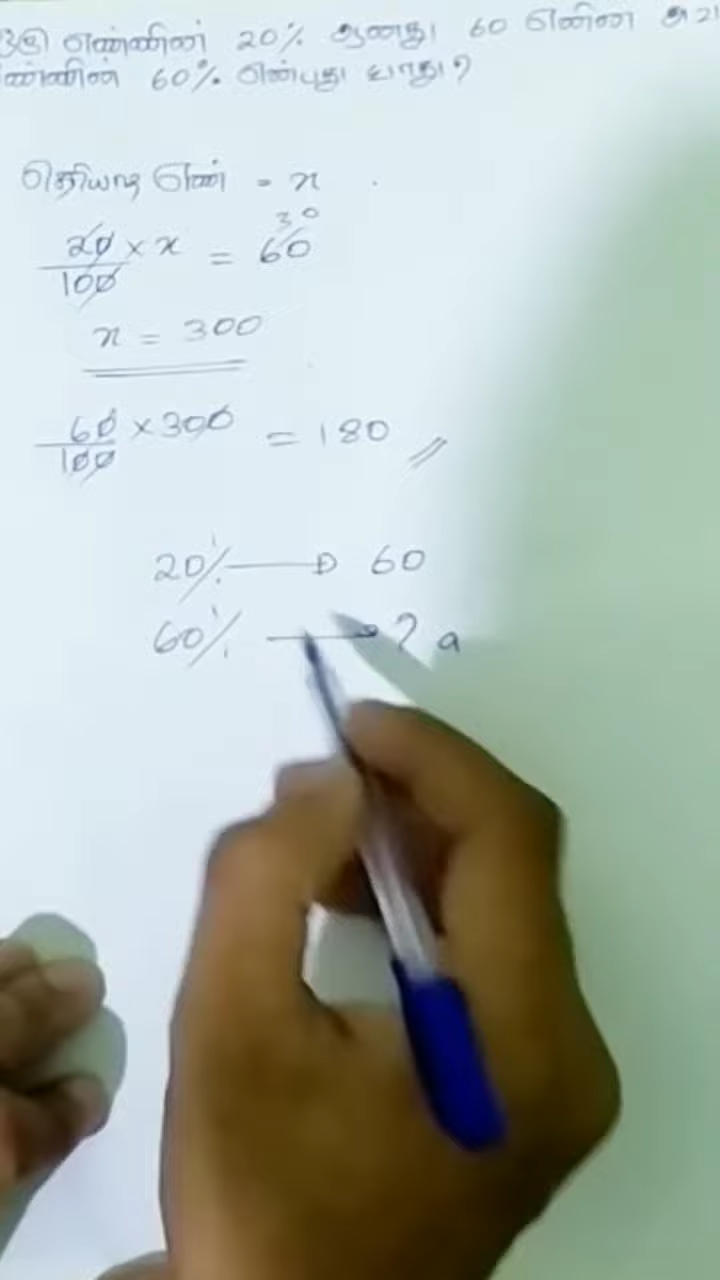 ஒரு எண்ணின் 20% ஆனது 60 எனின் அவ
ண்ணின் 60% என்பது யாது?
தெரியாத எண் = x
20/100 × x = 60 30
x = 300
60/100 × 300 = 180 //
20% → 60
60% → ? a